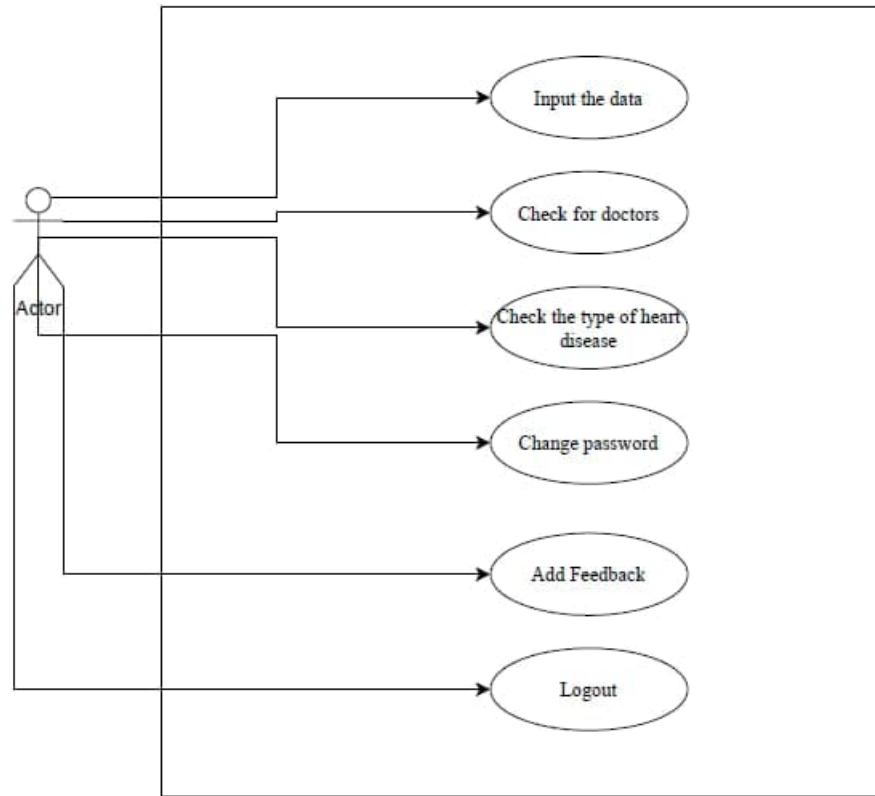 Input the data
Check for doctors
Actor
Check the type of heart
disease
Change password
Add Feedback
Logout